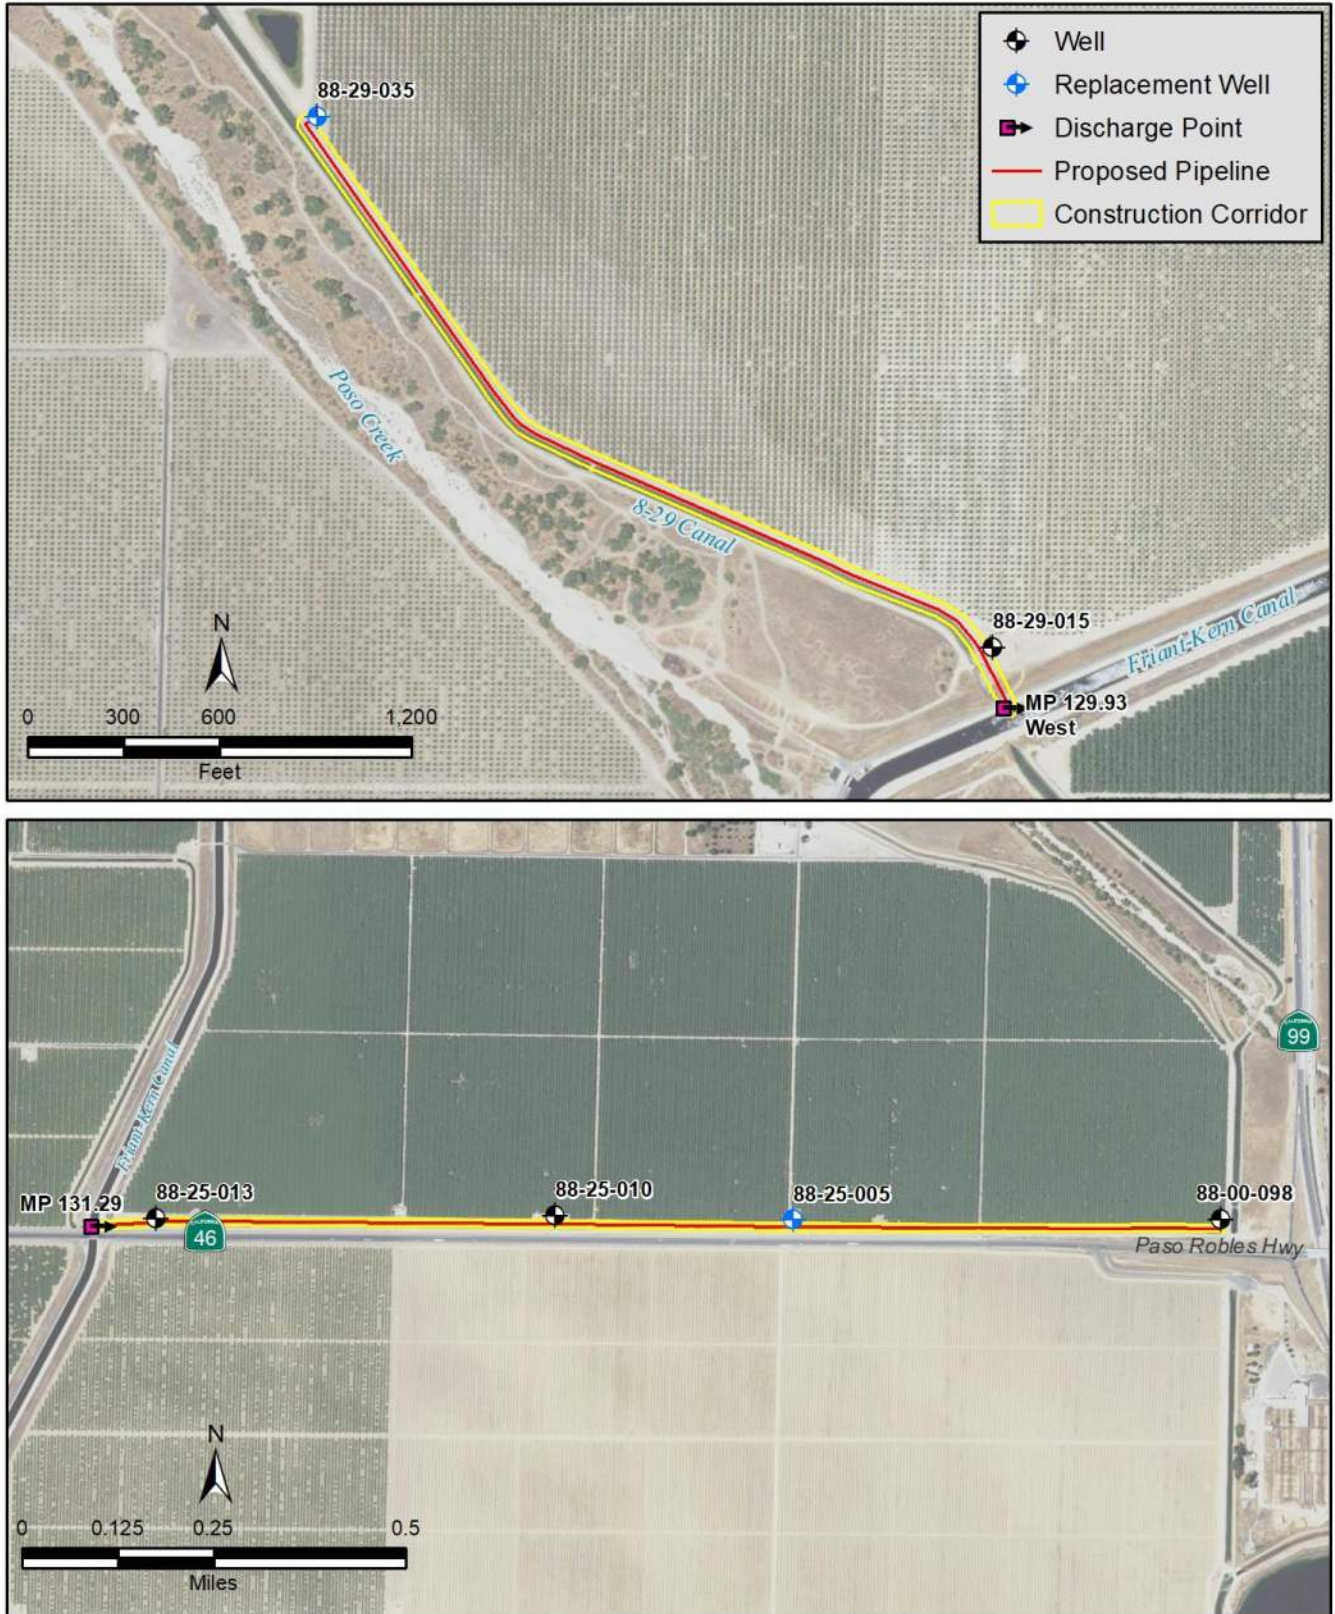 Well
Replacement Well
Discharge Point
Proposed Pipeline
Construction Corridor
88-29-035
Poso Creek
8-29 Canal
88-29-015
Friant-Kern Canal
MP 129.93
West
N
0 300 600 1,200
Feet
CALIFORNIA
99
Friant-Kern Canal
MP 131.29
88-25-013
88-25-010
88-25-005
88-00-098
CALIFORNIA
46
Paso Robles Hwy
N
0 0.125 0.25 0.5
Miles